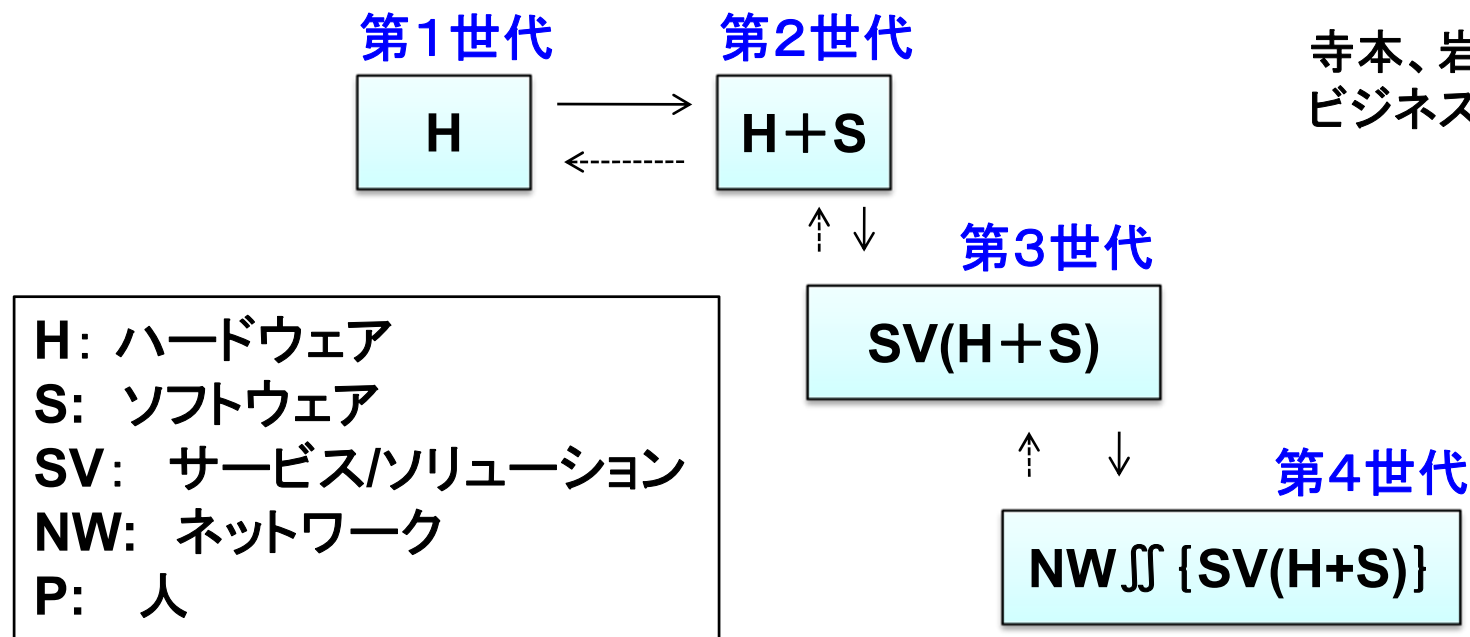 第1世代
第2世代
寺本、岩
ビジネス
H
H＋S
第3世代
SV(H＋S)
H: ハードウェア
S: ソフトウェア
SV: サービス/ソリューション
NW: ネットワーク
P: 人
第4世代
NW∬{SV(H+S)}